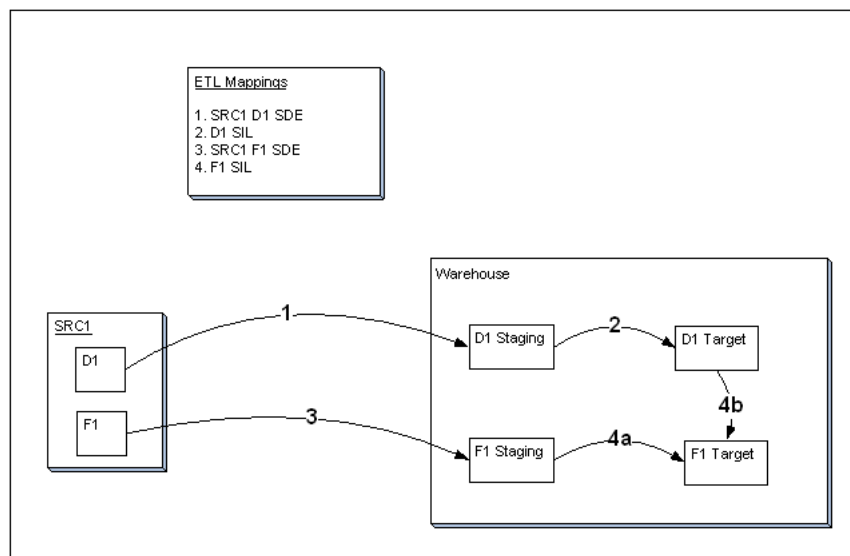 ETL Mappings
1. SRC1 D1 SDE
2. D1 SIL
3. SRC1 F1 SDE
4. F1 SIL
Warehouse
SRC1
D1
F1
1
3
D1 Staging
2
D1 Target
4b
F1 Staging
4a
F1 Target